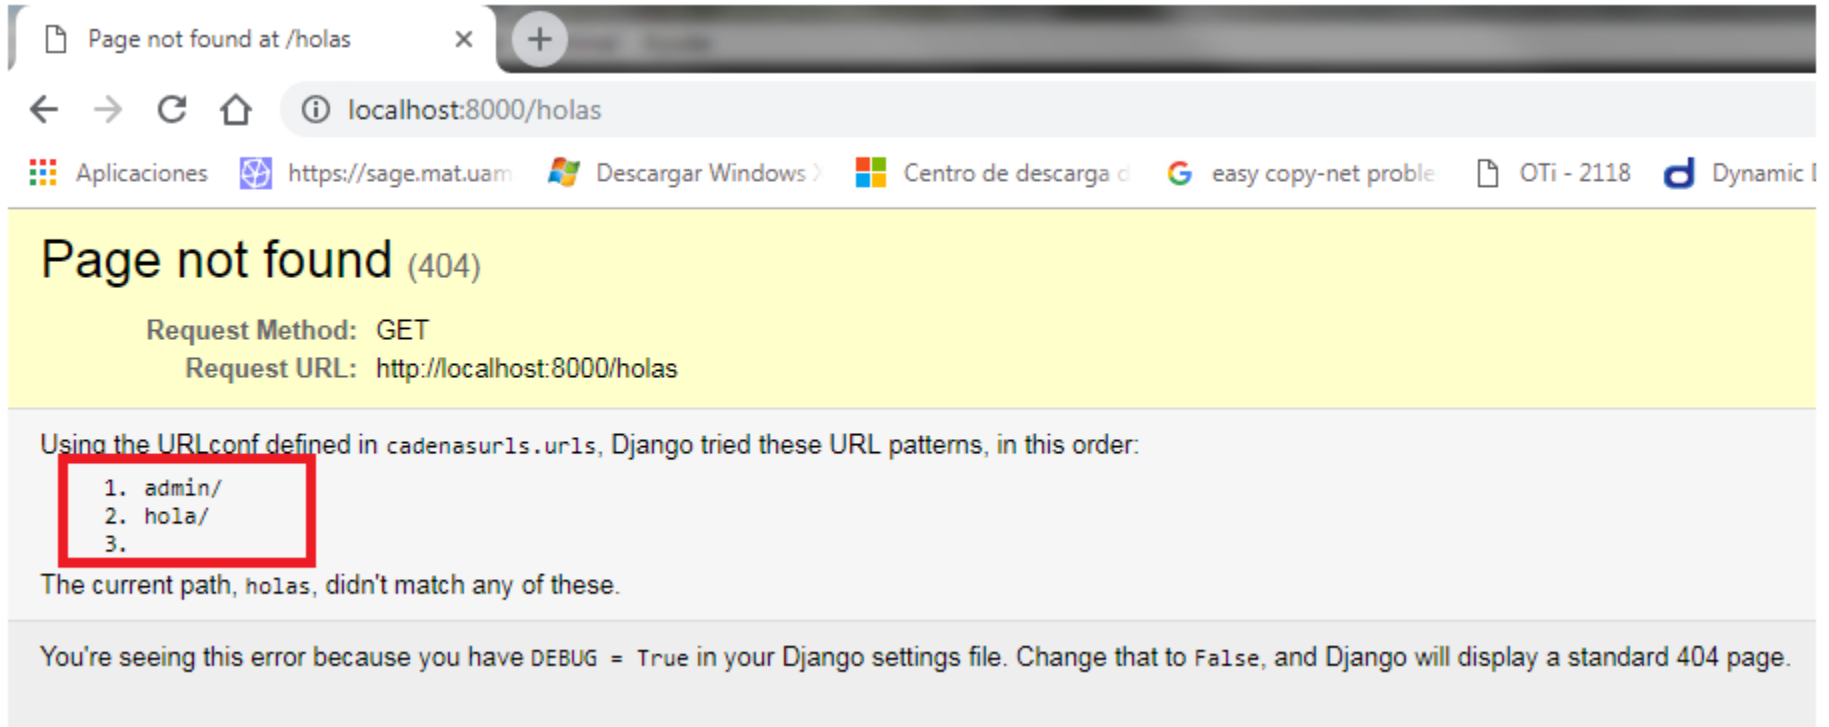 Page not found at /holas
localhost:8000/holas
Aplicaciones https://sage.mat.uam Descargar Windows Centro de descarga d easy copy-net proble OTi - 2118 Dynamic
Page not found (404)
Request Method: GET
Request URL: http://localhost:8000/holas
Using the URLconf defined in cadenasurls.urls, Django tried these URL patterns, in this order:
1. admin/
2. hola/
3.
The current path, holas, didn't match any of these.
You're seeing this error because you have DEBUG = True in your Django settings file. Change that to False, and Django will display a standard 404 page.